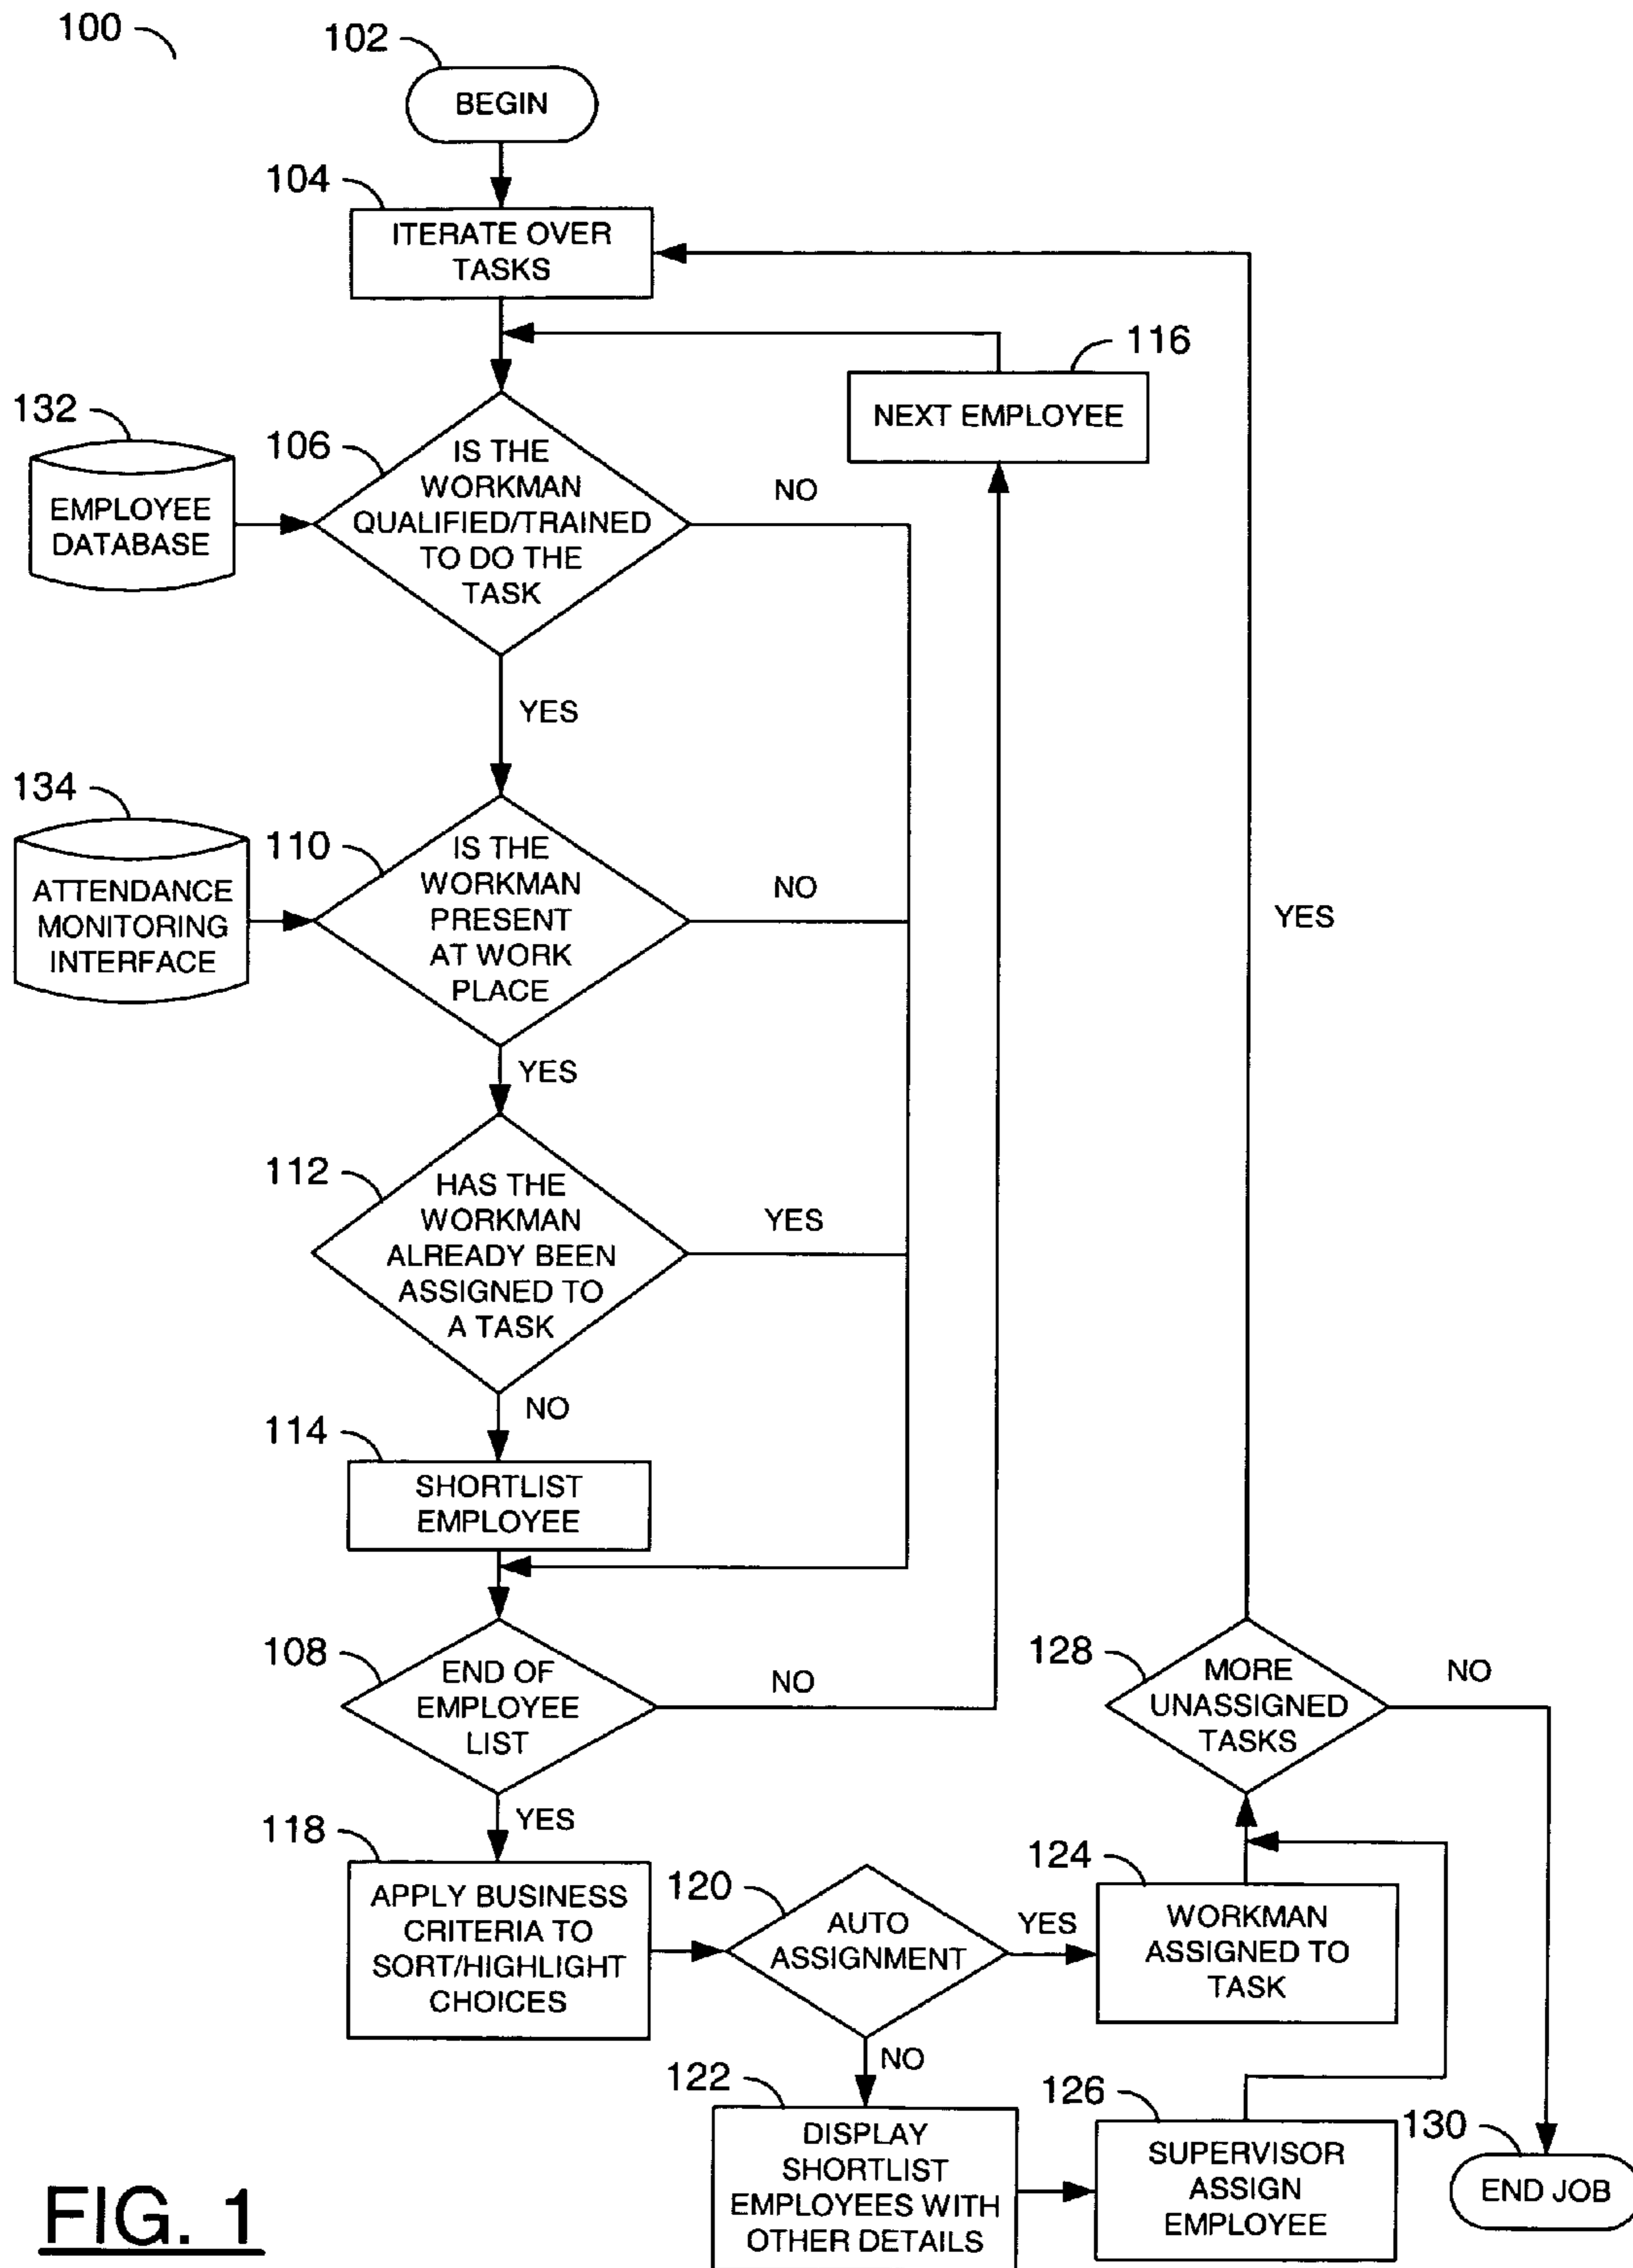 100
102
BEGIN
104
ITERATE OVER
TASKS
116
NEXT EMPLOYEE
132
EMPLOYEE
DATABASE
106
IS THE
WORKMAN
QUALIFIED/TRAINED
TO DO THE
TASK
NO
YES
134
ATTENDANCE
MONITORING
INTERFACE
110
IS THE
WORKMAN
PRESENT
AT WORK
PLACE
NO
YES
YES
112
HAS THE
WORKMAN
ALREADY BEEN
ASSIGNED TO
A TASK
YES
NO
114
SHORTLIST
EMPLOYEE
108
END OF
EMPLOYEE
LIST
NO
YES
128
MORE
UNASSIGNED
TASKS
NO
118
APPLY BUSINESS
CRITERIA TO
SORT/HIGHLIGHT
CHOICES
120
AUTO
ASSIGNMENT
YES
NO
124
WORKMAN
ASSIGNED TO
TASK
122
DISPLAY
SHORTLIST
EMPLOYEES WITH
OTHER DETAILS
126
SUPERVISOR
ASSIGN
EMPLOYEE
130
END JOB
FIG. 1